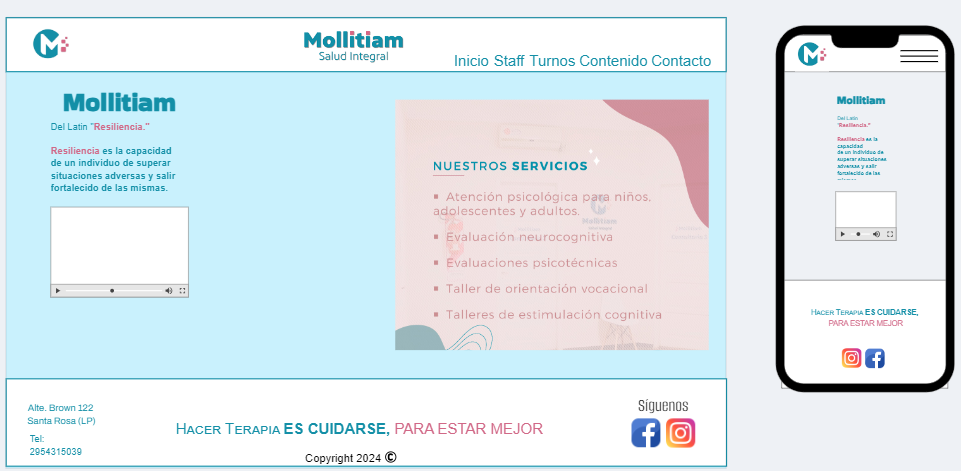 Mollitiam
Salud Integral
Inicio Staff Turnos Contenido Contacto
Mollitiam
Del Latin "Resiliencia."
Resiliencia es la capacidad
de un individuo de superar
situaciones adversas y salir
fortalecido de las mismas.
NUESTROS SERVICIOS
▪ Atención psicológica para niños,
adolescentes y adultos.
▪ Evaluación neurocognitiva
▪ Evaluaciones psicotécnicas
▪ Taller de orientación vocacional
▪ Talleres de estimulación cognitiva
Mollitiam
Alte. Brown 122
Santa Rosa (LP)
Tel:
2954315039
HACER TERAPIA ES CUIDARSE, PARA ESTAR MEJOR
Copyright 2024 ©
Síguenos
Mollitiam
Del Latin
"Resiliencia."
Resiliencia es la
capacidad
de un individuo de
superar situaciones
adversas y salir
fortalecido de las
mismas.
HACER TERAPIA ES CUIDARSE,
PARA ESTAR MEJOR